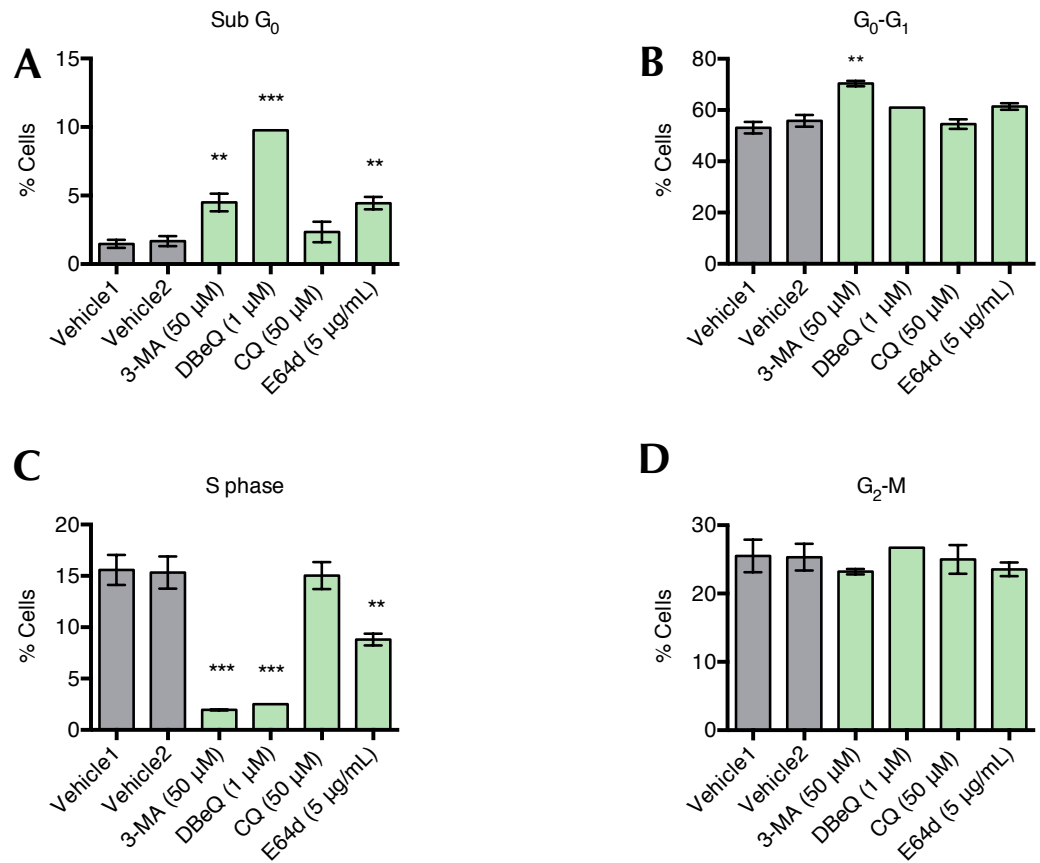 A
Sub G0
% Cells
15
10
5
0
**
***
**
Vehicle1
Vehicle2
3-MA (50 µM)
DBeQ (1 µM)
CQ (50 µM)
E64d (5 µg/mL)
B
G0-G1
% Cells
80
60
40
20
0
**
Vehicle1
Vehicle2
3-MA (50 µM)
DBeQ (1 µM)
CQ (50 µM)
E64d (5 µg/mL)
C
S phase
% Cells
20
15
10
5
0
***
***
**
Vehicle1
Vehicle2
3-MA (50 µM)
DBeQ (1 µM)
CQ (50 µM)
E64d (5 µg/mL)
D
G2-M
% Cells
30
20
10
0
Vehicle1
Vehicle2
3-MA (50 µM)
DBeQ (1 µM)
CQ (50 µM)
E64d (5 µg/mL)